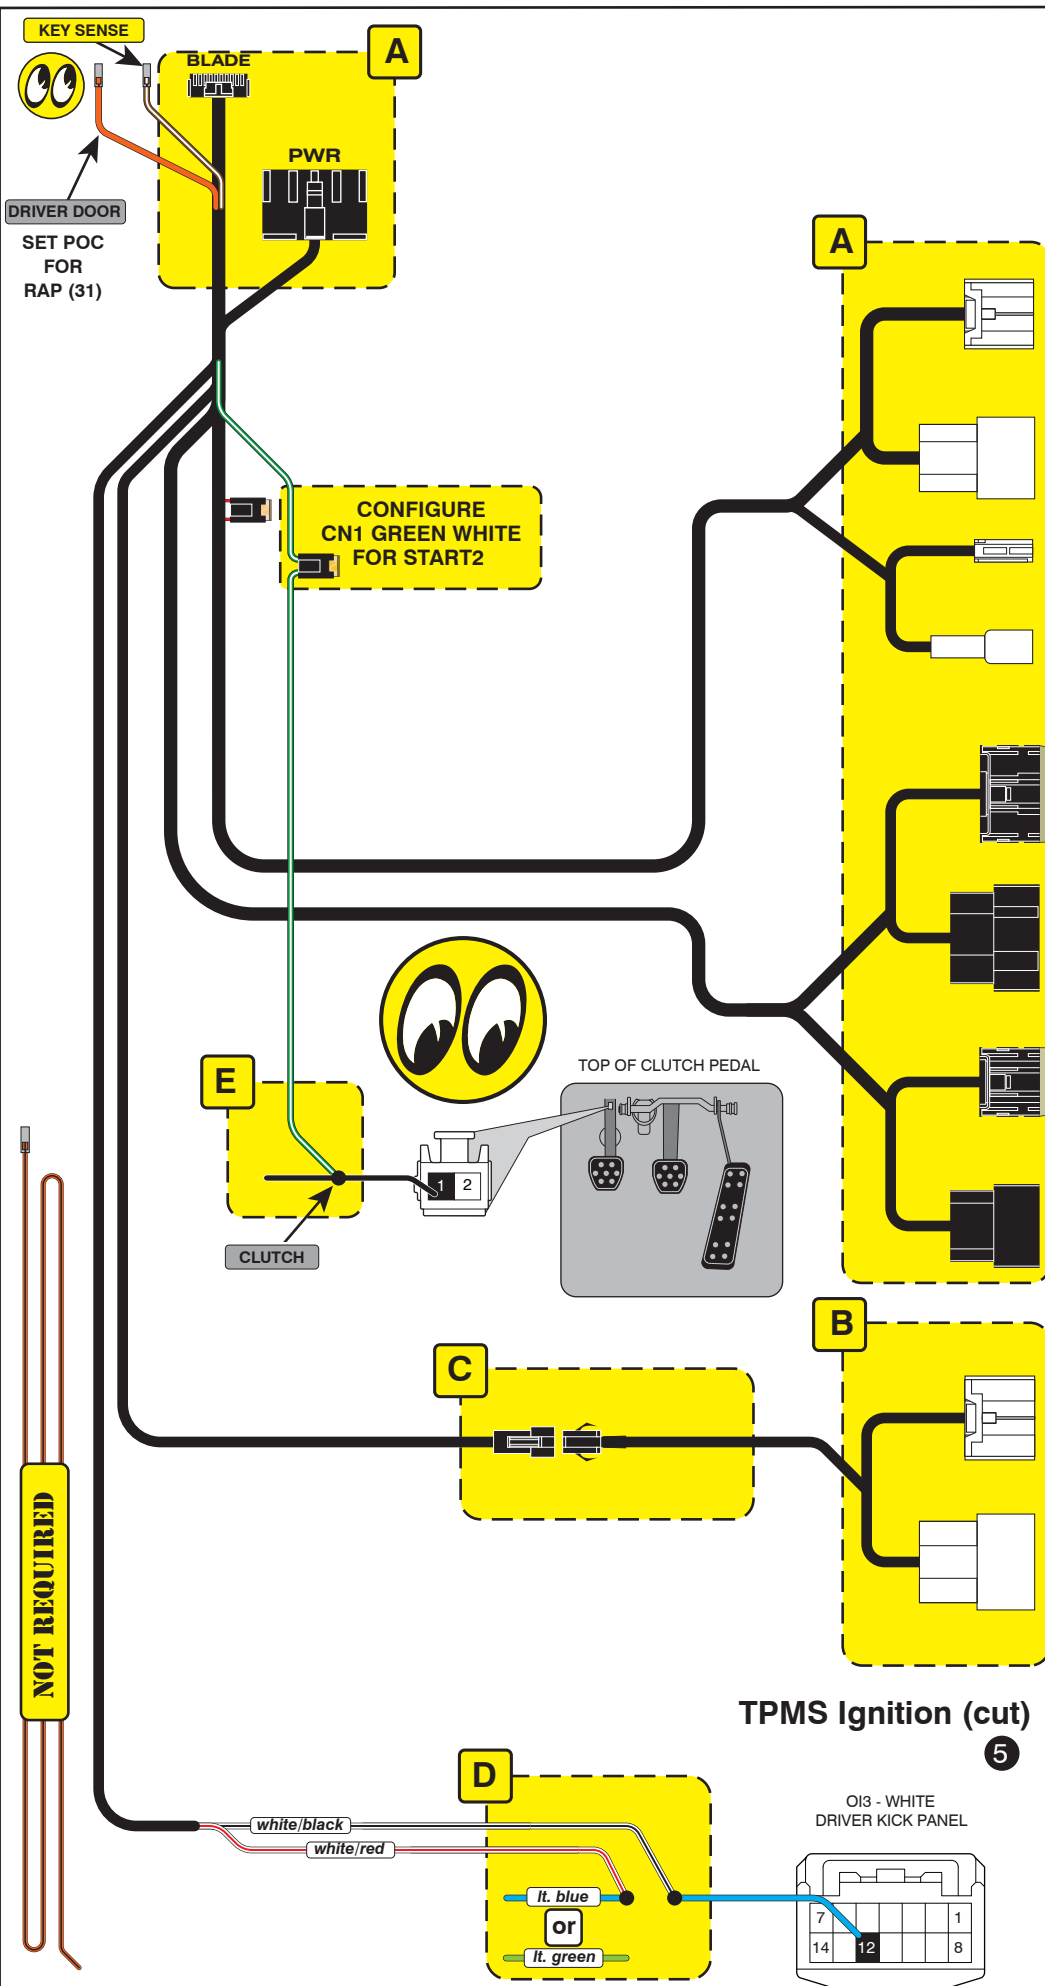 KEY SENSE
A
BLADE
PWR
DRIVER DOOR
SET POC
FOR
RAP (31)
A
CONFIGURE
CN1 GREEN WHITE
FOR START2
TOP OF CLUTCH PEDAL
E
1 2
CLUTCH
B
C
NOT REQUIRED
TPMS Ignition (cut)
5
D
OI3 - WHITE
DRIVER KICK PANEL
white/black
white/red
lt. blue
or
lt. green
7 1
14 12 8